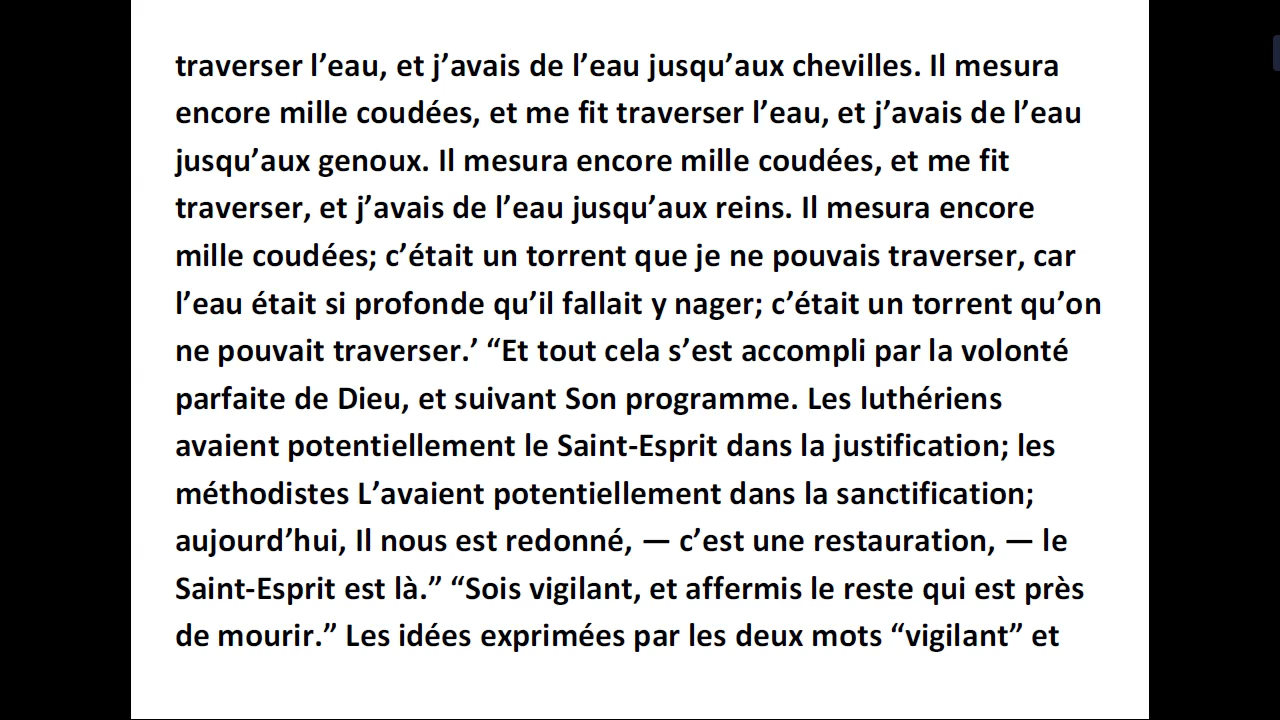 traverser l’eau, et j’avais de l’eau jusqu’aux chevilles. Il mesura
encore mille coudées, et me fit traverser l’eau, et j’avais de l’eau
jusqu’aux genoux. Il mesura encore mille coudées, et me fit
traverser, et j’avais de l’eau jusqu’aux reins. Il mesura encore
mille coudées; c’était un torrent que je ne pouvais traverser, car
l’eau était si profonde qu’il fallait y nager; c’était un torrent qu’on
ne pouvait traverser.’ “Et tout cela s’est accompli par la volonté
parfaite de Dieu, et suivant Son programme. Les luthériens
avaient potentiellement le Saint-Esprit dans la justification; les
méthodistes L’avaient potentiellement dans la sanctification;
aujourd’hui, Il nous est redonné, — c’est une restauration, — le
Saint-Esprit est là.” “Sois vigilant, et affermis le reste qui est près
de mourir.” Les idées exprimées par les deux mots “vigilant” et